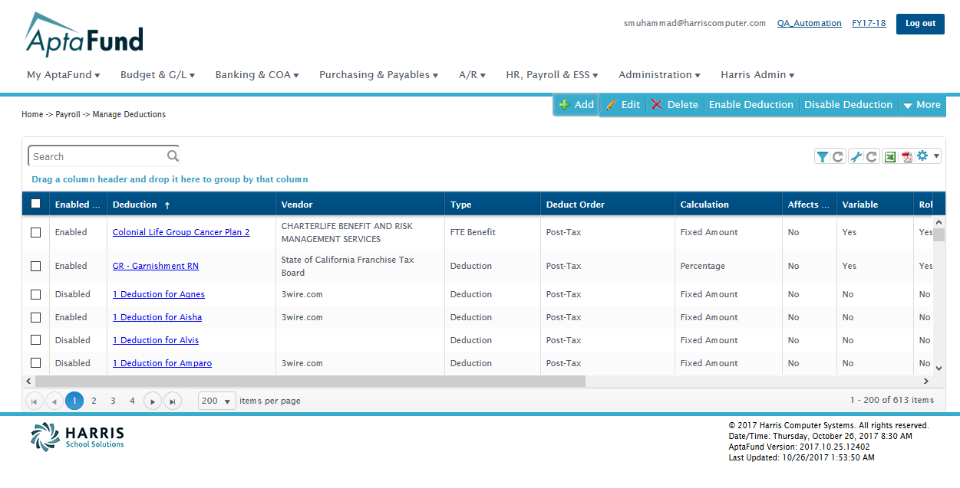 smuhammad@harriscomputer.com QA_Automation FY17-18 Log out
AptaFund
My AptaFund Budget & G/L Banking & COA Purchasing & Payables A/R HR, Payroll & ESS Administration Harris Admin
Add Edit Delete Enable Deduction Disable Deduction More
Home -> Payroll -> Manage Deductions
Search
Drag a column header and drop it here to group by that column
Enabled ... Deduction ↑ Vendor Type Deduct Order Calculation Affects ... Variable Rol
Enabled Colonial Life Group Cancer Plan 2 CHARTERLIFE BENEFIT AND RISK FTE Benefit Post-Tax Fixed Amount No Yes Yes
MANAGEMENT SERVICES
Enabled GR - Garnishment RN State of California Franchise Tax Deduction Post-Tax Percentage No Yes Yes
Board
Disabled 1 Deduction for Agnes 3wire.com Deduction Post-Tax Fixed Amount No No No
Enabled 1 Deduction for Aisha 3wire.com Deduction Post-Tax Fixed Amount No No No
Disabled 1 Deduction for Alvis Deduction Post-Tax Fixed Amount No No No
Disabled 1 Deduction for Amparo 3wire.com Deduction Post-Tax Fixed Amount No No No
1 2 3 4 200 items per page 1 - 200 of 613 items
HARRIS
School Solutions
© 2017 Harris Computer Systems. All rights reserved.
Date/Time: Thursday, October 26, 2017 8:30 AM
AptaFund Version: 2017.10.25.12402
Last Updated: 10/26/2017 1:53:50 AM